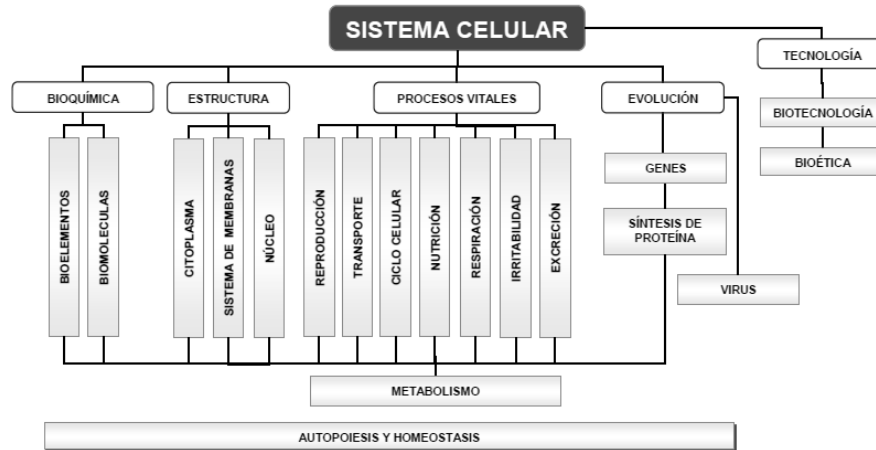 SISTEMA CELULAR
TECNOLOGÍA
BIOQUÍMICA
ESTRUCTURA
PROCESOS VITALES
EVOLUCIÓN
BIOTECNOLOGÍA
BIOÉTICA
BIOELEMENTOS
BIOMOLECULAS
CITOPLASMA
SISTEMA DE MEMBRANAS
NÚCLEO
REPRODUCCIÓN
TRANSPORTE
CICLO CELULAR
NUTRICIÓN
RESPIRACIÓN
IRRITABILIDAD
EXCRECIÓN
GENES
SÍNTESIS DE
PROTEÍNA
VIRUS
METABOLISMO
AUTOPOIESIS Y HOMEOSTASIS